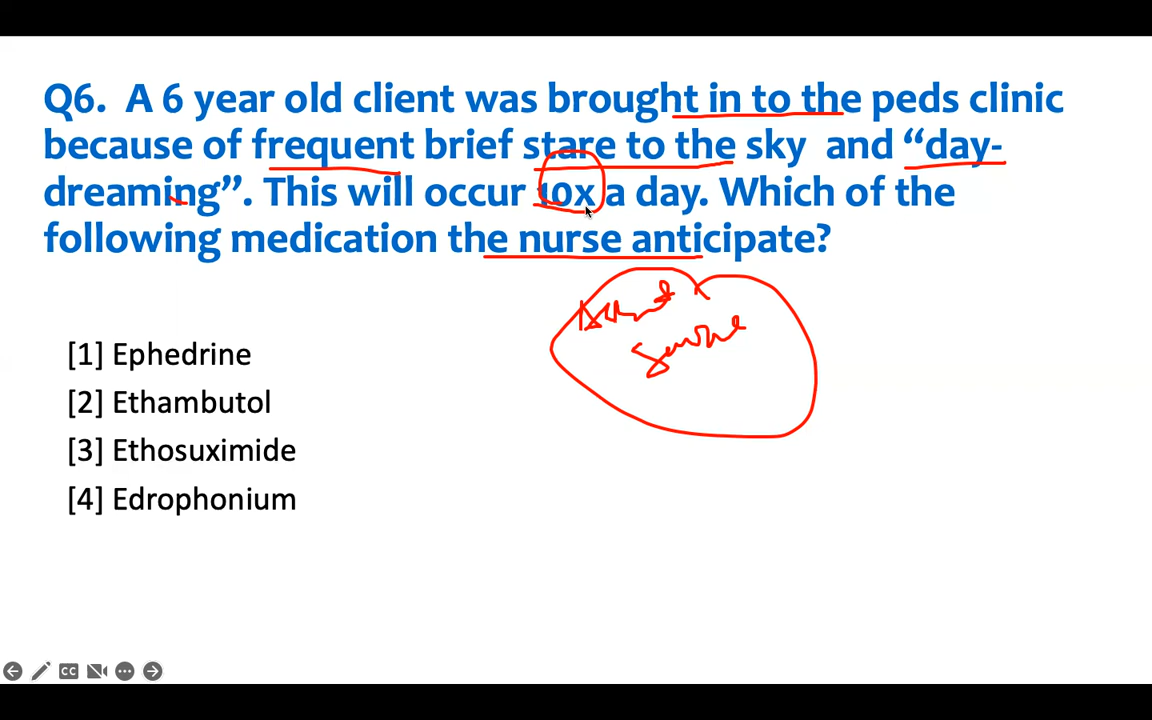 Q6. A 6 year old client was brought in to the peds clinic
because of frequent brief stare to the sky and “day-
dreaming”. This will occur 10x a day. Which of the
following medication the nurse anticipate?
[1] Ephedrine
[2] Ethambutol
[3] Ethosuximide
[4] Edrophonium
CC